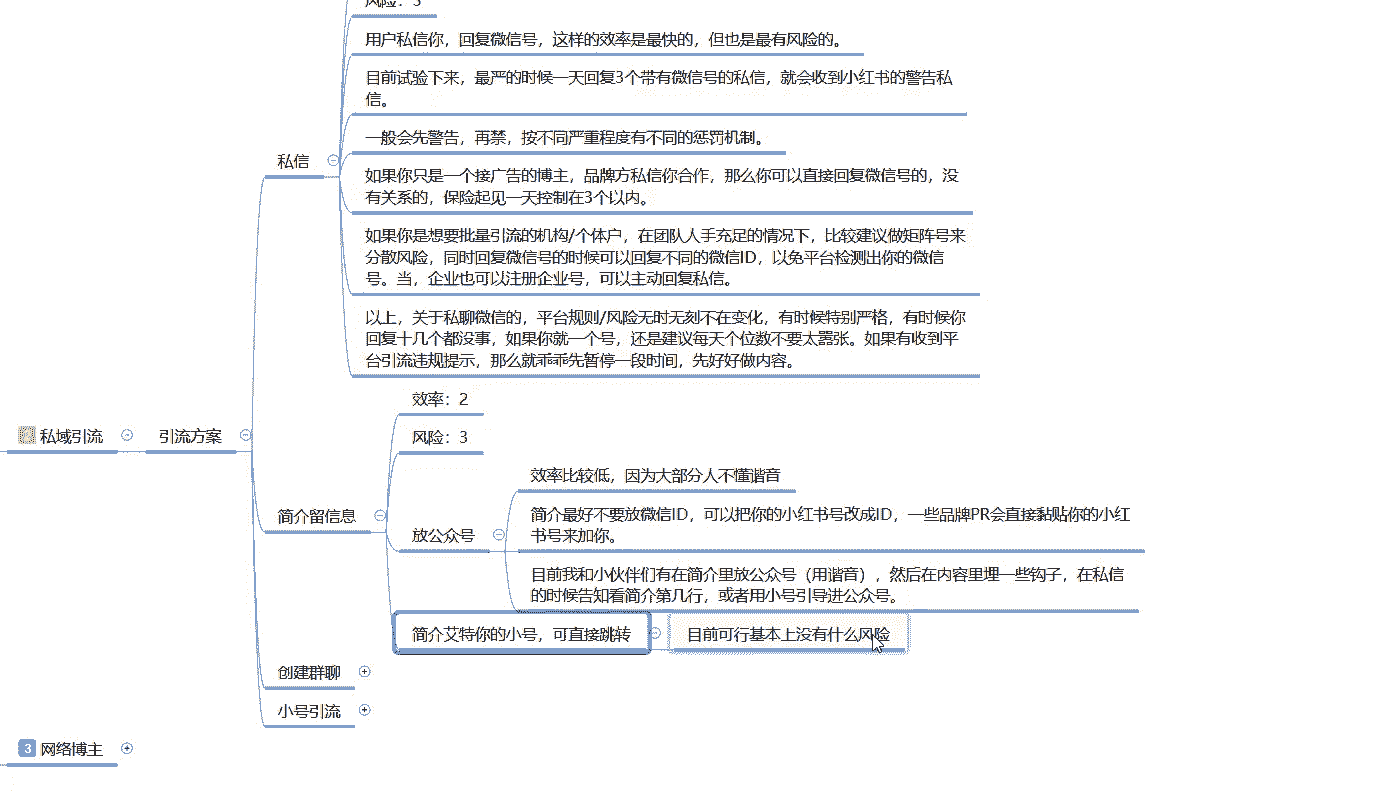 风险：5
用户私信你，回复微信号，这样的效率是最快的，但也是最有风险的。
目前试验下来，最严的时候一天回复3个带有微信号的私信，就会收到小红书的警告私
信。
一般会先警告，再禁，按不同严重程度有不同的惩罚机制。
私信
如果你只是一个接广告的博主，品牌方私信你合作，那么你可以直接回复微信号的，没
有关系的，保险起见一天控制在3个以内。
如果你是想要批量引流的机构/个体户，在团队人手充足的情况下，比较建议做矩阵号来
分散风险，同时回复微信号的时候可以回复不同的微信ID，以免平台检测出你的微信
号。当，企业也可以注册企业号，可以主动回复私信。
以上，关于私聊微信的，平台规则/风险无时无刻不在变化，有时候特别严格，有时候你
回复十几个都没事，如果你就一个号，还是建议每天个位数不要太嚣张。如果有收到平
台引流违规提示，那么就乖乖先暂停一段时间，先好好做内容。
私域引流
引流方案
效率：2
风险：3
简介留信息
放公众号
效率比较低，因为大部分人不懂谐音
简介最好不要放微信ID，可以把你的小红书号改成ID，一些品牌PR会直接黏贴你的小红
书号来加你。
目前我和小伙伴们有在简介里放公众号（用谐音），然后在内容里埋一些钩子，在私信
的时候告知看简介第几行，或者用小号引导进公众号。
简介艾特你的小号，可直接跳转
目前可行基本上没有什么风险
创建群聊
小号引流
3 网络博主